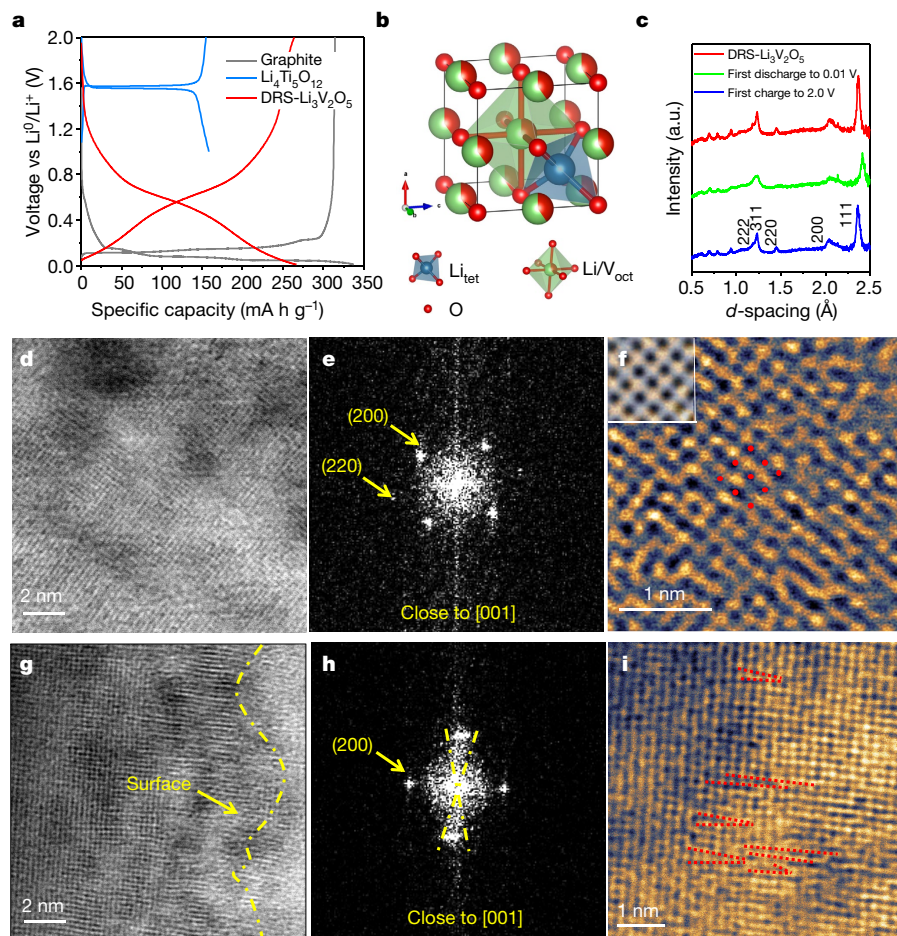 a
2.0
1.6
1.2
0.8
0.4
0.0
Voltage vs Li⁰/Li⁺ (V)
Graphite
Li₄Ti₅O₁₂
DRS-Li₃V₂O₅
0 50 100 150 200 250 300 350
Specific capacity (mA h g⁻¹)
b
a
b
c
Li_tet
Li/V_oct
O
c
Intensity (a.u.)
DRS-Li₃V₂O₅
First discharge to 0.01 V
First charge to 2.0 V
222
311
220
200
111
0.5 1.0 1.5 2.0 2.5
d-spacing (Å)
d
2 nm
e
(200)
(220)
Close to [001]
f
1 nm
g
Surface
2 nm
h
(200)
Close to [001]
i
1 nm